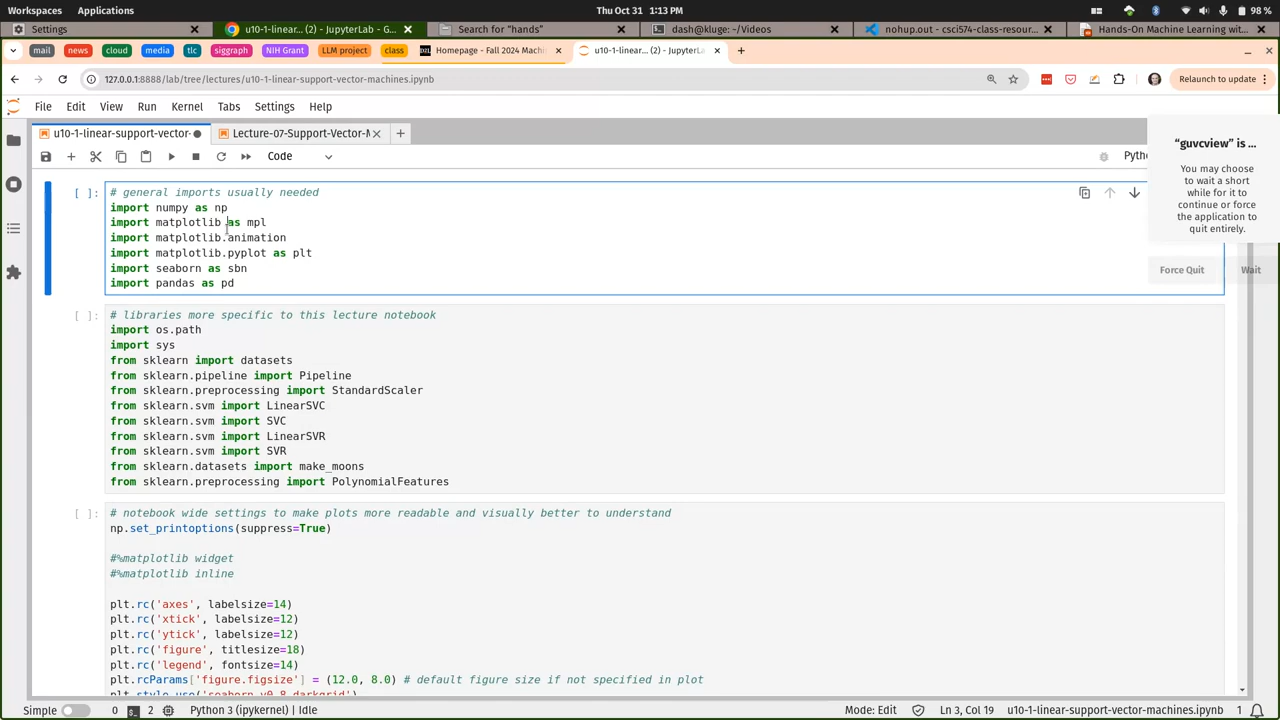 Workspaces Applications Thu Oct 31 1:13 PM 98 %
Settings u10-1-linear... (2) - JupyterLab - G... Search for "hands" dash@kluge: ~/Videos nohup.out - csci574-class-resour... Hands-On Machine Learning wit...
mail news cloud media tlc siggraph NIH Grant LLM project class Homepage - Fall 2024 Machi u10-1-linear... (2) - JupyterL
127.0.0.1:8888/lab/tree/lectures/u10-1-linear-support-vector-machines.ipynb Relaunch to update
File Edit View Run Kernel Tabs Settings Help
u10-1-linear-support-vector- Lecture-07-Support-Vector-M
Code Pytho
"guvcview" is ...
You may choose
to wait a short
while for it to
continue or force
the application to
quit entirely.
Force Quit Wait
[ ]: # general imports usually needed
import numpy as np
import matplotlib as mpl
import matplotlib.animation
import matplotlib.pyplot as plt
import seaborn as sbn
import pandas as pd
[ ]: # libraries more specific to this lecture notebook
import os.path
import sys
from sklearn import datasets
from sklearn.pipeline import Pipeline
from sklearn.preprocessing import StandardScaler
from sklearn.svm import LinearSVC
from sklearn.svm import SVC
from sklearn.svm import LinearSVR
from sklearn.svm import SVR
from sklearn.datasets import make_moons
from sklearn.preprocessing import PolynomialFeatures
[ ]: # notebook wide settings to make plots more readable and visually better to understand
np.set_printoptions(suppress=True)
#%matplotlib widget
#%matplotlib inline
plt.rc('axes', labelsize=14)
plt.rc('xtick', labelsize=12)
plt.rc('ytick', labelsize=12)
plt.rc('figure', titlesize=18)
plt.rc('legend', fontsize=14)
plt.rcParams['figure.figsize'] = (12.0, 8.0) # default figure size if not specified in plot
plt.style.use('seaborn-v0_8-darkgrid')
Simple 0 2 Python 3 (ipykernel) | Idle Mode: Edit Ln 3, Col 19 u10-1-linear-support-vector-machines.ipynb 1